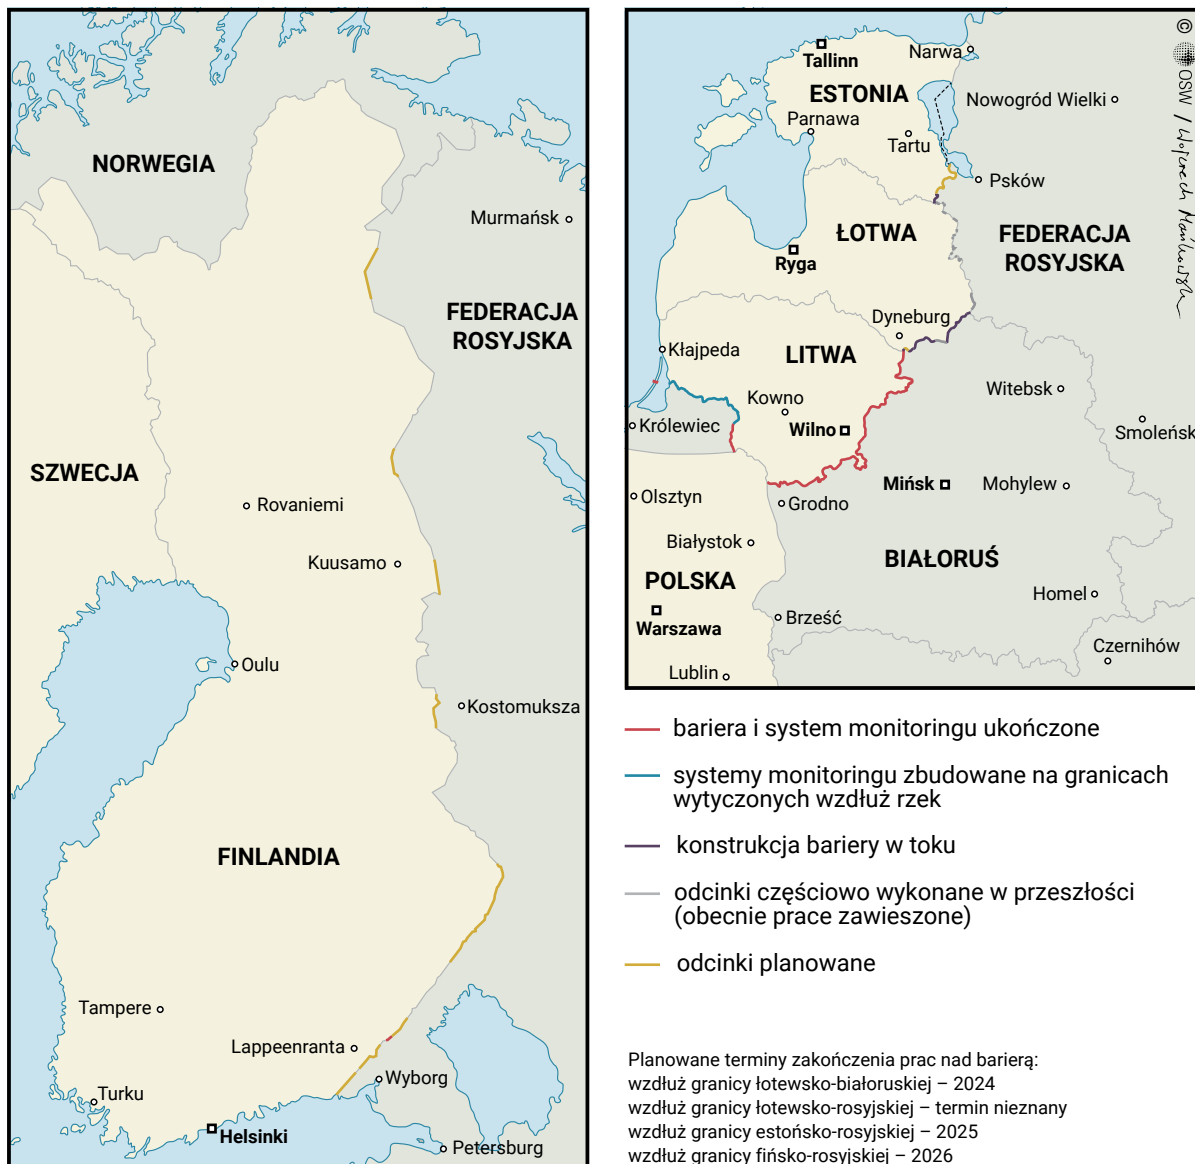 NORWEGIA
Murmańsk
FEDERACJA
ROSYJSKA
SZWECJA
Rovaniemi
Kuusamo
Oulu
Kostomuksza
FINLANDIA
Tampere
Lappeenranta
Wyborg
Turku
Helsinki
Petersburg
Tallinn
Narwa
ESTONIA
Nowogród Wielki
Parnawa
Tartu
Psków
ŁOTWA
FEDERACJA
ROSYJSKA
Ryga
Dyneburg
Kłajpeda
LITWA
Witebsk
Kowno
Królewiec
Wilno
Smoleńsk
Mińsk
Mohylew
Olsztyn
Grodno
Białystok
BIAŁORUŚ
POLSKA
Homel
Warszawa
Brześć
Czernihów
Lublin
© OSW / Wojciech Mańkowski
bariera i system monitoringu ukończone
systemy monitoringu zbudowane na granicach
wytyczonych wzdłuż rzek
konstrukcja bariery w toku
odcinki częściowo wykonane w przeszłości
(obecnie prace zawieszone)
odcinki planowane
Planowane terminy zakończenia prac nad barierą:
wzdłuż granicy łotewsko-białoruskiej – 2024
wzdłuż granicy łotewsko-rosyjskiej – termin nieznany
wzdłuż granicy estońsko-rosyjskiej – 2025
wzdłuż granicy fińsko-rosyjskiej – 2026